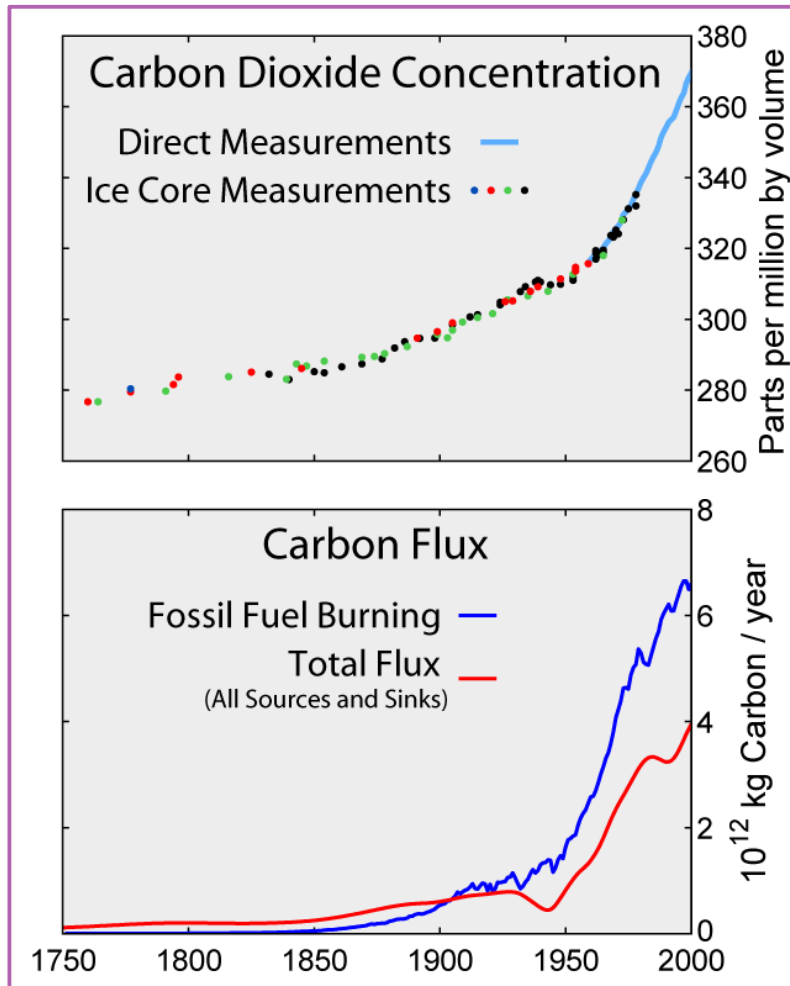 Carbon Dioxide Concentration
Direct Measurements
Ice Core Measurements
380
360
340
320
300
280
260
Parts per million by volume
Carbon Flux
Fossil Fuel Burning
Total Flux
(All Sources and Sinks)
8
6
4
2
0
10¹² kg Carbon / year
1750
1800
1850
1900
1950
2000